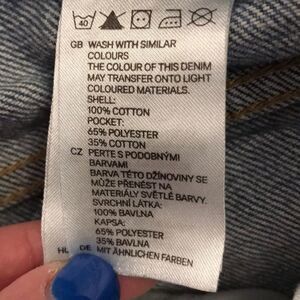 40
GB WASH WITH SIMILAR
COLOURS
THE COLOUR OF THIS DENIM
MAY TRANSFER ONTO LIGHT
COLOURED MATERIALS.
SHELL:
100% COTTON
POCKET:
65% POLYESTER
35% COTTON
CZ PERTE S PODOBNÝMI
BARVAMI
BARVA TÉTO DŽÍNOVINY SE
MŮŽE PŘENÉST NA
MATERIÁLY SVĚTLÉ BARVY.
SVRCHNÍ LÁTKA:
100% BAVLNA
KAPSA:
65% POLYESTER
35% BAVLNA
DE MIT ÄHNLICHEN FARBEN